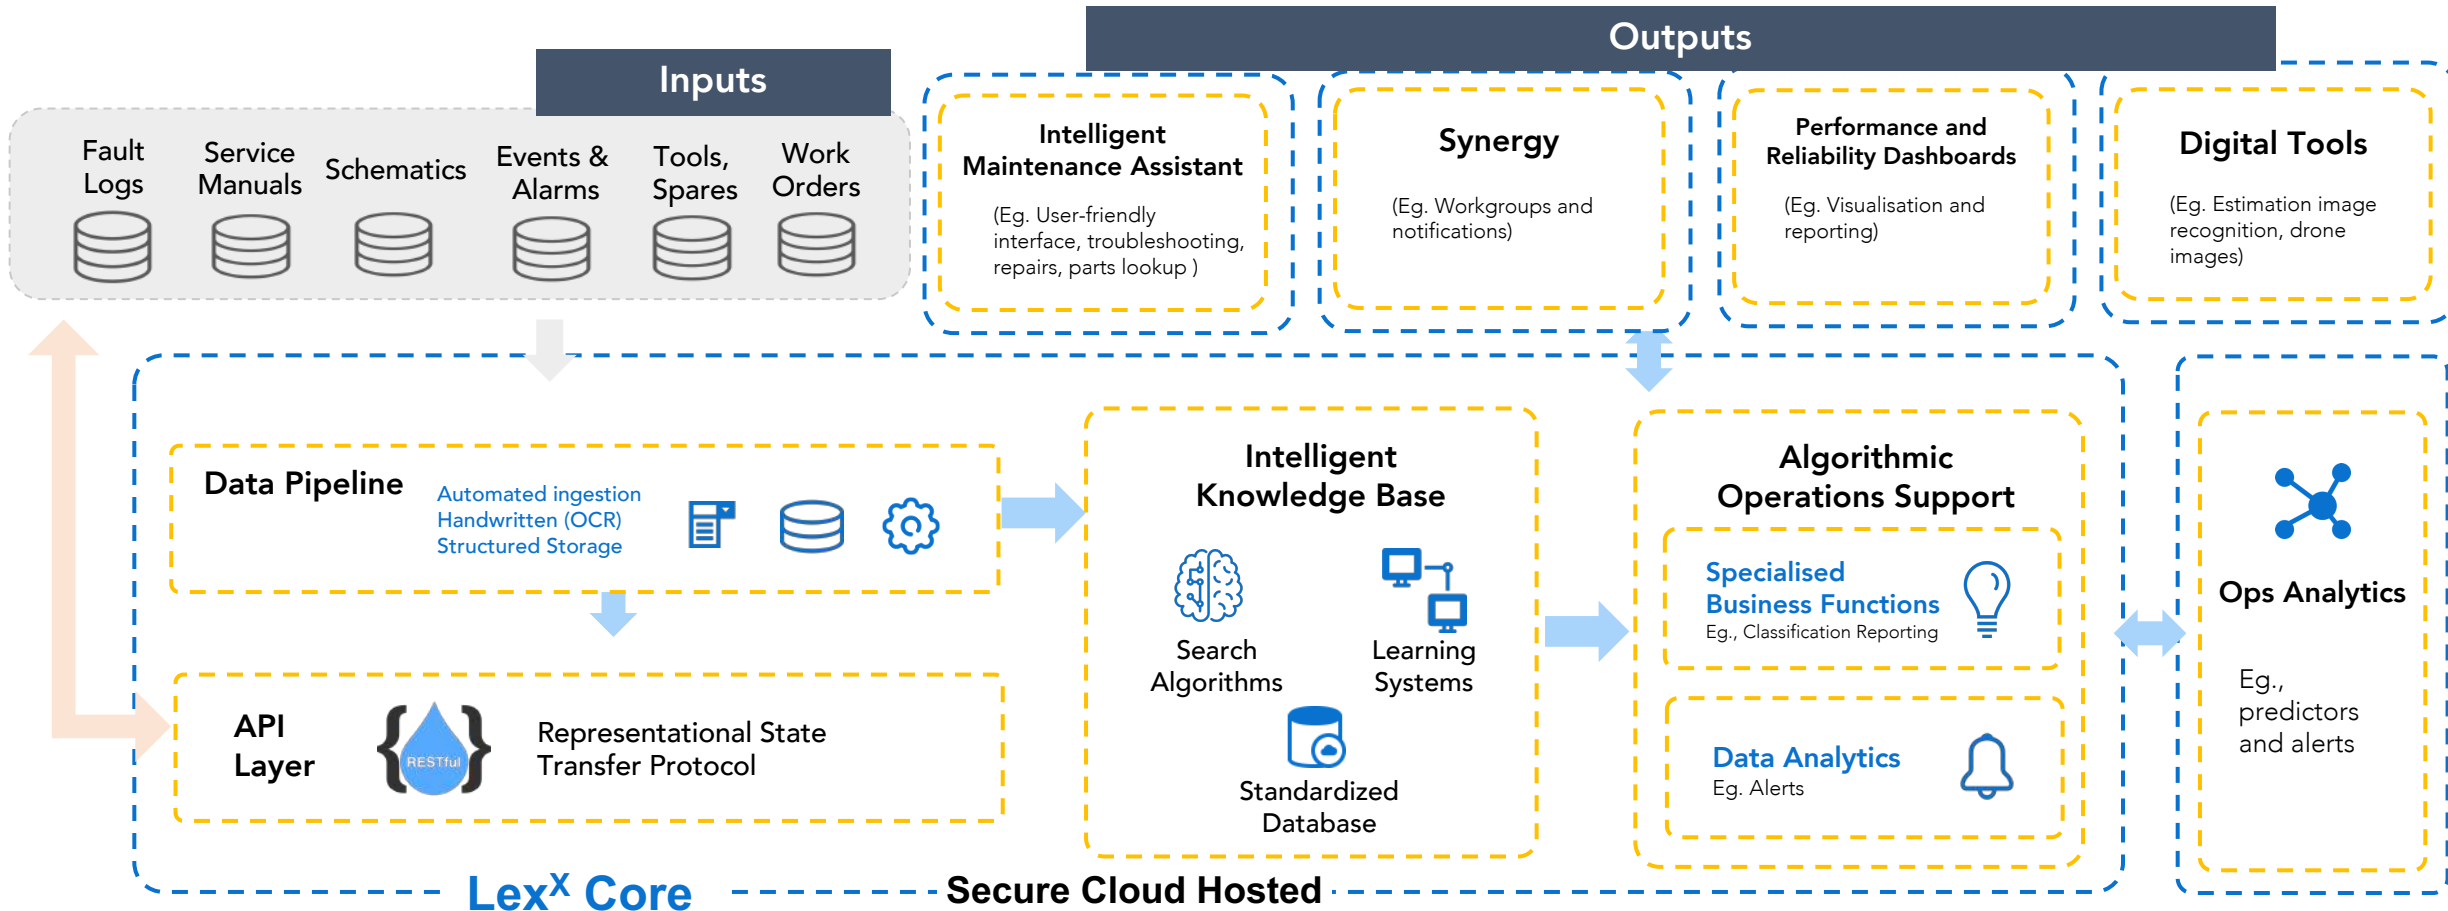 Inputs
Outputs
Fault
Logs
Service
Manuals
Schematics
Events &
Alarms
Tools,
Spares
Work
Orders
Intelligent
Maintenance Assistant
(Eg. User-friendly
interface, troubleshooting,
repairs, parts lookup )
Synergy
(Eg. Workgroups and
notifications)
Performance and
Reliability Dashboards
(Eg. Visualisation and
reporting)
Digital Tools
(Eg. Estimation image
recognition, drone
images)
Data Pipeline
Automated ingestion
Handwritten (OCR)
Structured Storage
API
Layer
{RESTful}
Representational State
Transfer Protocol
Intelligent
Knowledge Base
Search
Algorithms
Learning
Systems
Standardized
Database
Algorithmic
Operations Support
Specialised
Business Functions
Eg., Classification Reporting
Data Analytics
Eg. Alerts
Ops Analytics
Eg.,
predictors
and alerts
LexX Core
Secure Cloud Hosted